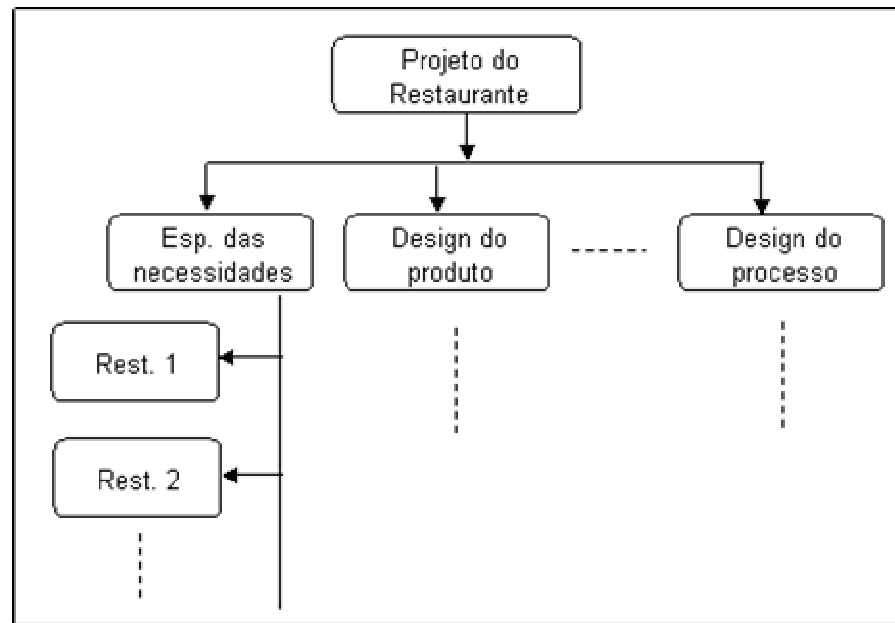 Projeto do
Restaurante
Esp. das
necessidades
Design do
produto
Design do
processo
Rest. 1
Rest. 2